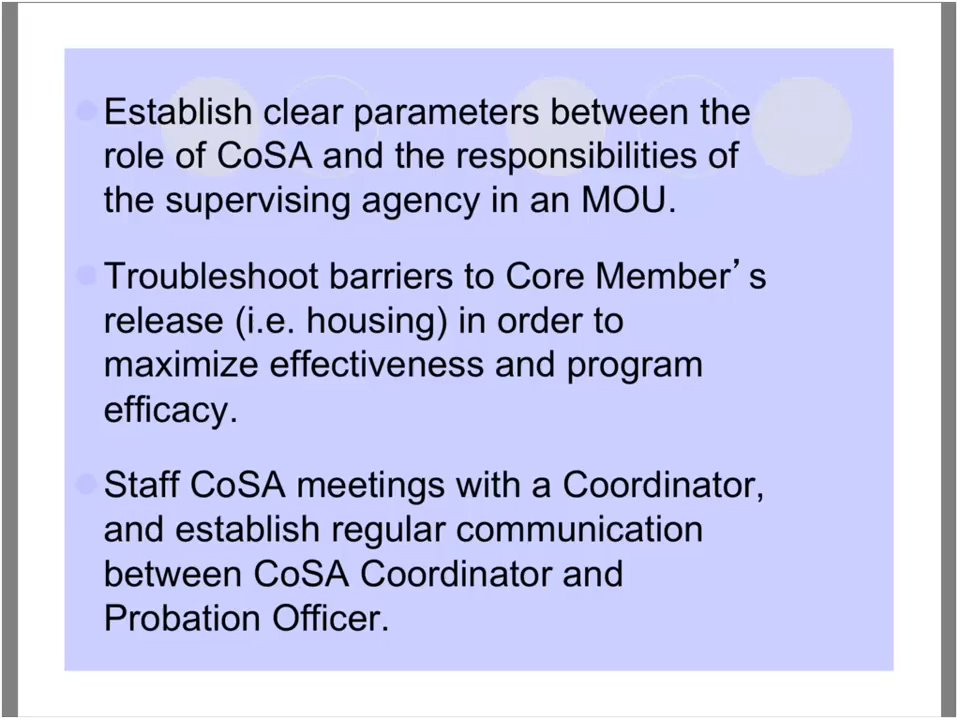 Establish clear parameters between the
role of CoSA and the responsibilities of
the supervising agency in an MOU.
Troubleshoot barriers to Core Member’s
release (i.e. housing) in order to
maximize effectiveness and program
efficacy.
Staff CoSA meetings with a Coordinator,
and establish regular communication
between CoSA Coordinator and
Probation Officer.